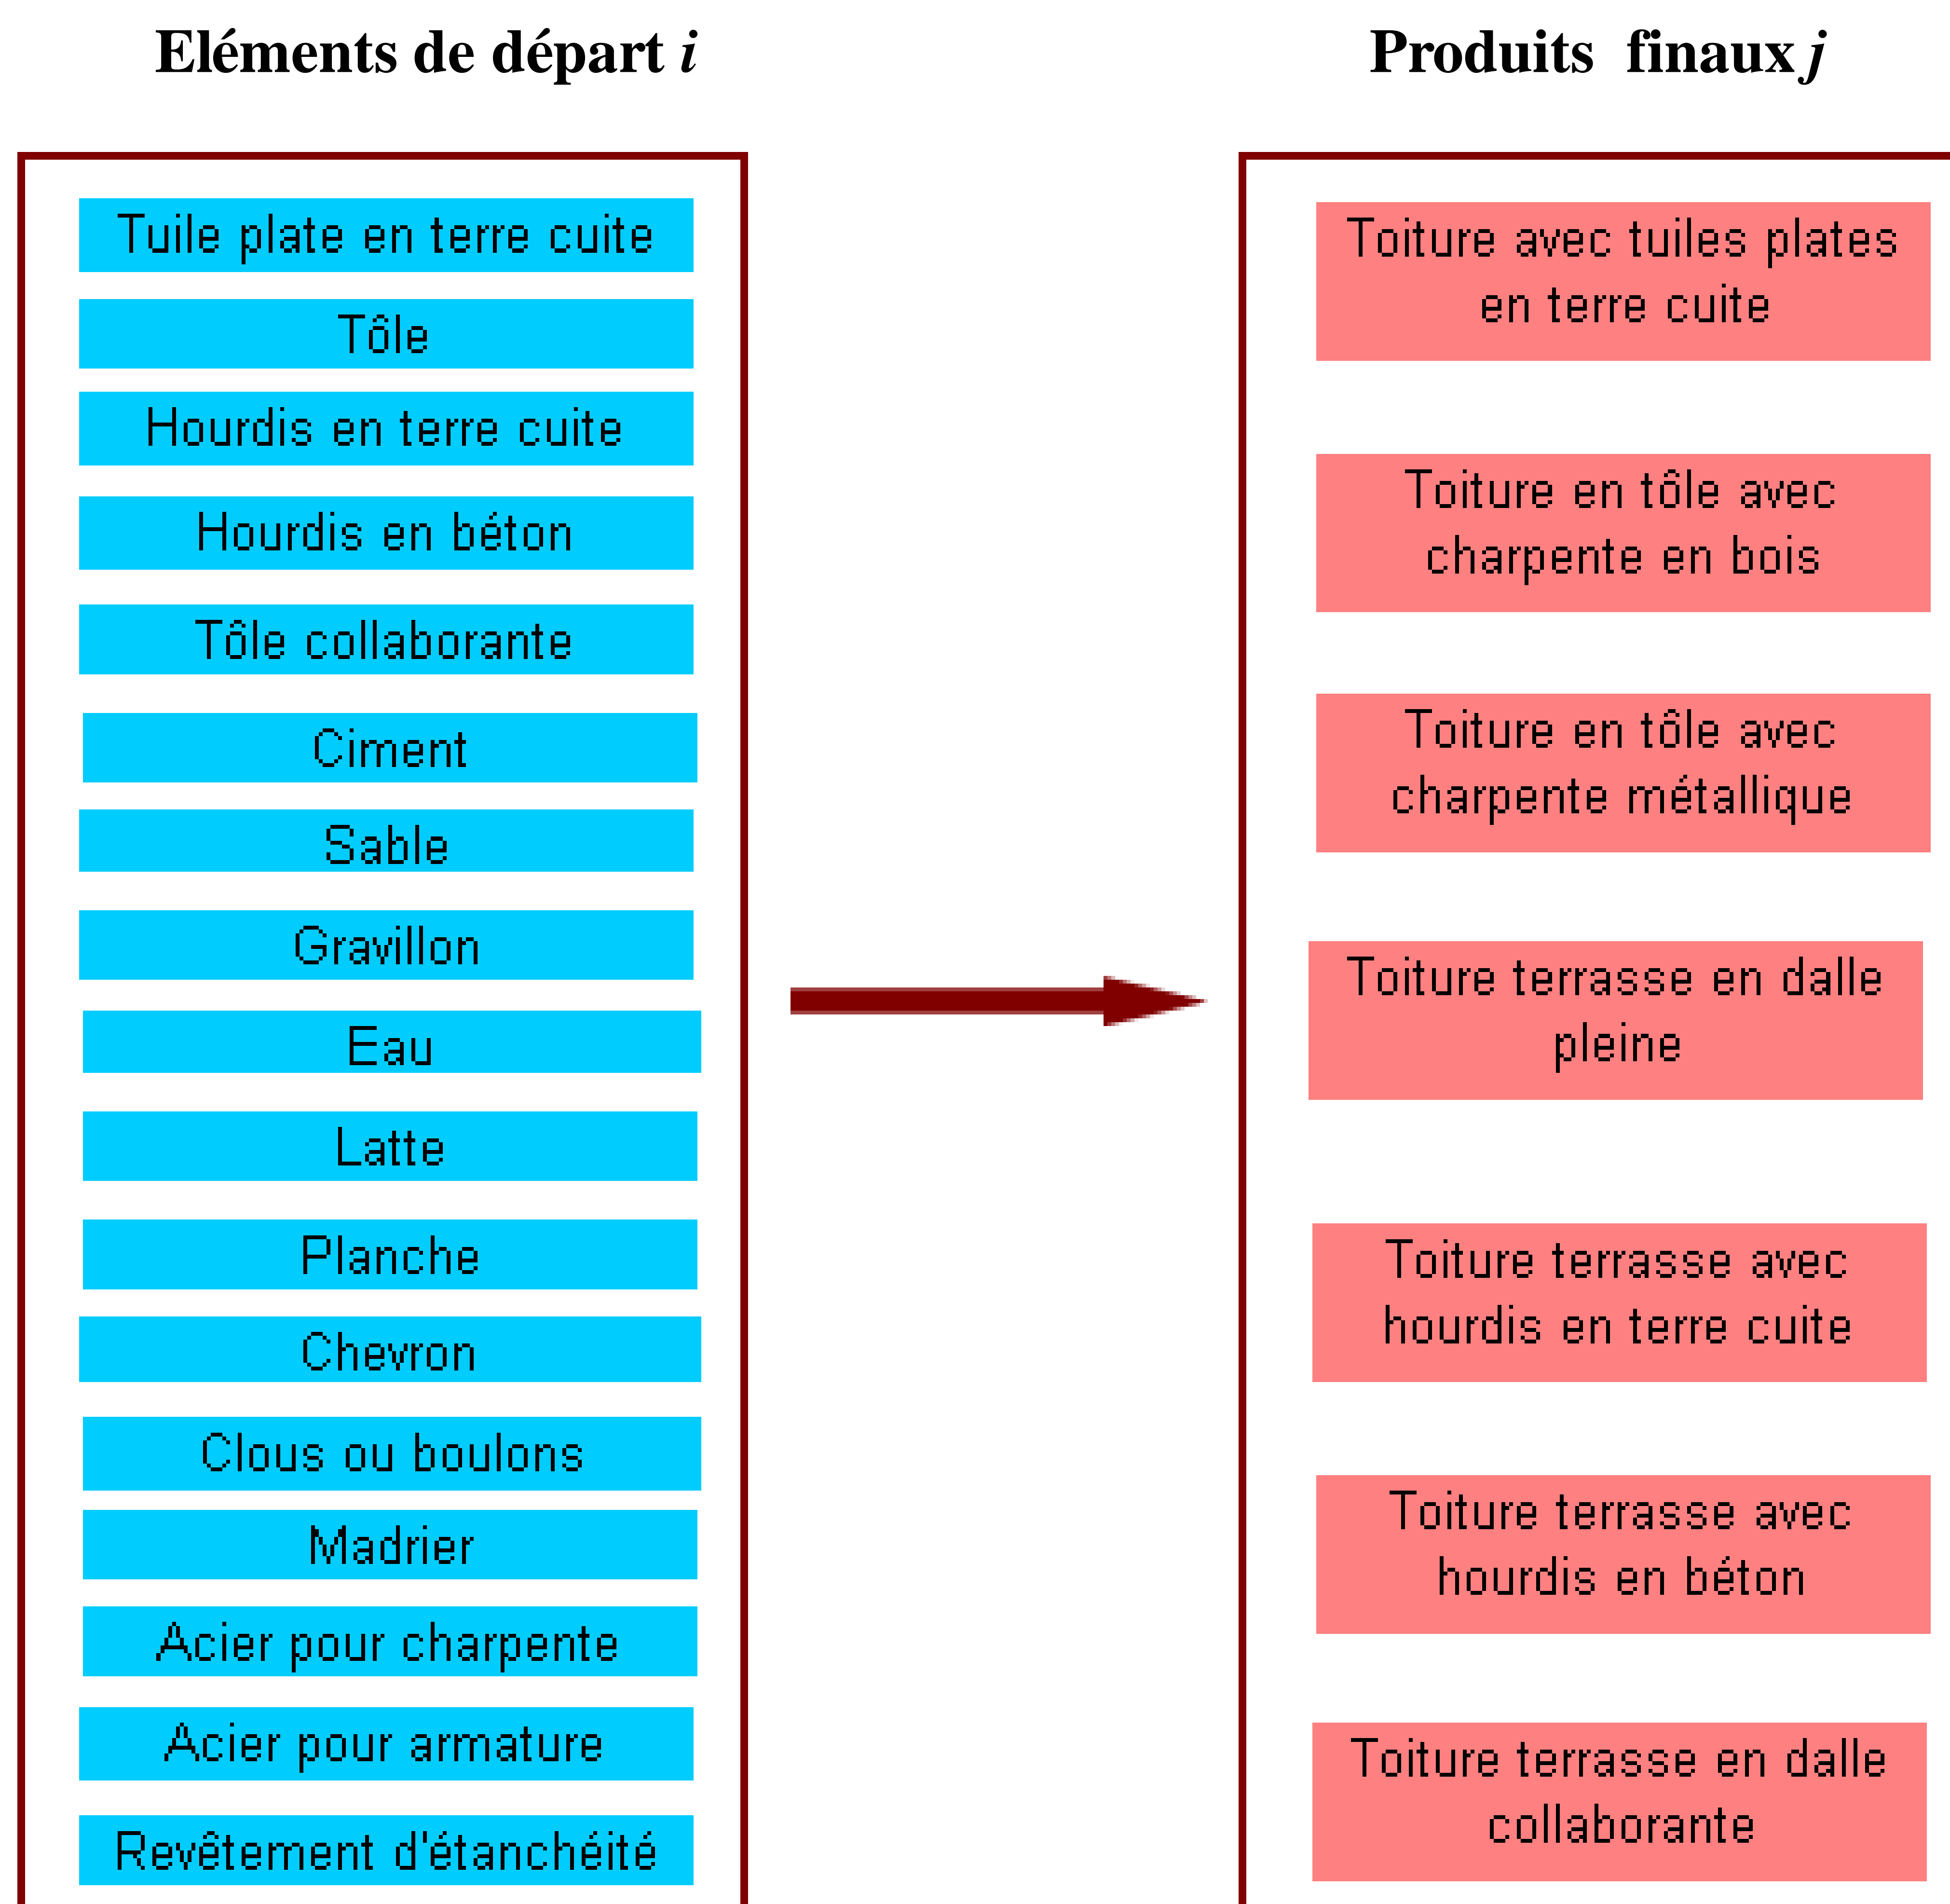 Eléments de départ i
Tuile plate en terre cuite
Tôle
Hourdis en terre cuite
Hourdis en béton
Tôle collaborante
Ciment
Sable
Gravillon
Eau
Latte
Planche
Chevron
Clous ou boulons
Madrier
Acier pour charpente
Acier pour armature
Revêtement d'étanchéité
Produits finaux j
Toiture avec tuiles plates
en terre cuite
Toiture en tôle avec
charpente en bois
Toiture en tôle avec
charpente métallique
Toiture terrasse en dalle
pleine
Toiture terrasse avec
hourdis en terre cuite
Toiture terrasse avec
hourdis en béton
Toiture terrasse en dalle
collaborante